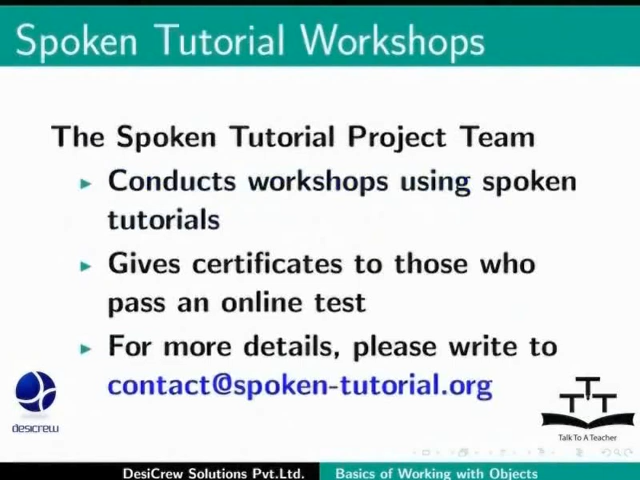 Spoken Tutorial Workshops
The Spoken Tutorial Project Team
Conducts workshops using spoken
tutorials
Gives certificates to those who
pass an online test
For more details, please write to
contact@spoken-tutorial.org
desicrew
TTT
Talk To A Teacher
DesiCrew Solutions Pvt.Ltd.
Basics of Working with Objects